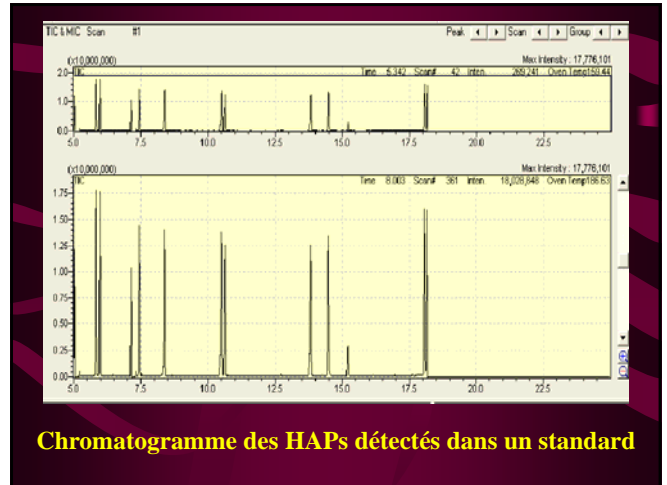 TIC & MIC Scan #1 Peak Scan Group
(x10,000,000) Max Intensity : 17,776,101
2.0 TIC Time 5.342 Scan# 42 Inten. 269,241 Oven Temp 159.44
1.0
0.0
5.0 7.5 10.0 12.5 15.0 17.5 20.0 22.5
(x10,000,000) Max Intensity : 17,776,101
TIC Time 8.003 Scan# 361 Inten. 18,028,848 Oven Temp 186.63
1.75
1.50
1.25
1.00
0.75
0.50
0.25
0.00
5.0 7.5 10.0 12.5 15.0 17.5 20.0 22.5
Chromatogramme des HAPs détectés dans un standard